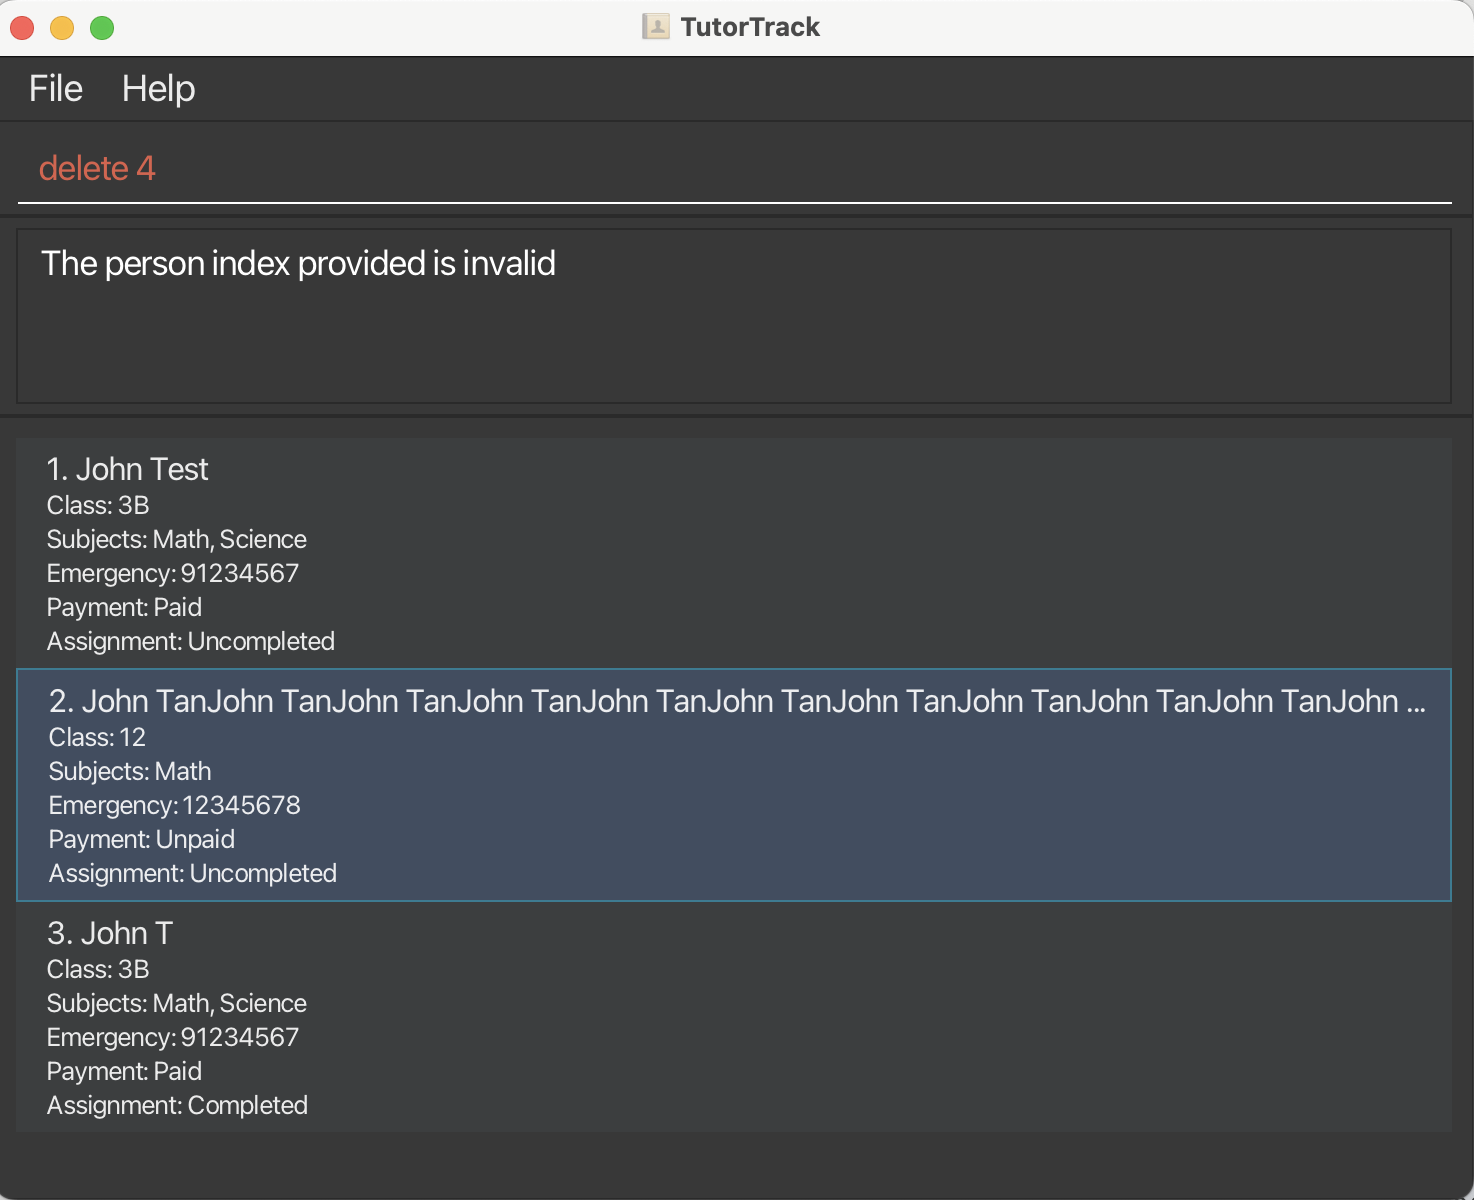 TutorTrack
File Help
delete 4
The person index provided is invalid
1. John Test
Class: 3B
Subjects: Math, Science
Emergency: 91234567
Payment: Paid
Assignment: Uncompleted
2. John TanJohn TanJohn TanJohn TanJohn TanJohn TanJohn TanJohn TanJohn TanJohn TanJohn ...
Class: 12
Subjects: Math
Emergency: 12345678
Payment: Unpaid
Assignment: Uncompleted
3. John T
Class: 3B
Subjects: Math, Science
Emergency: 91234567
Payment: Paid
Assignment: Completed